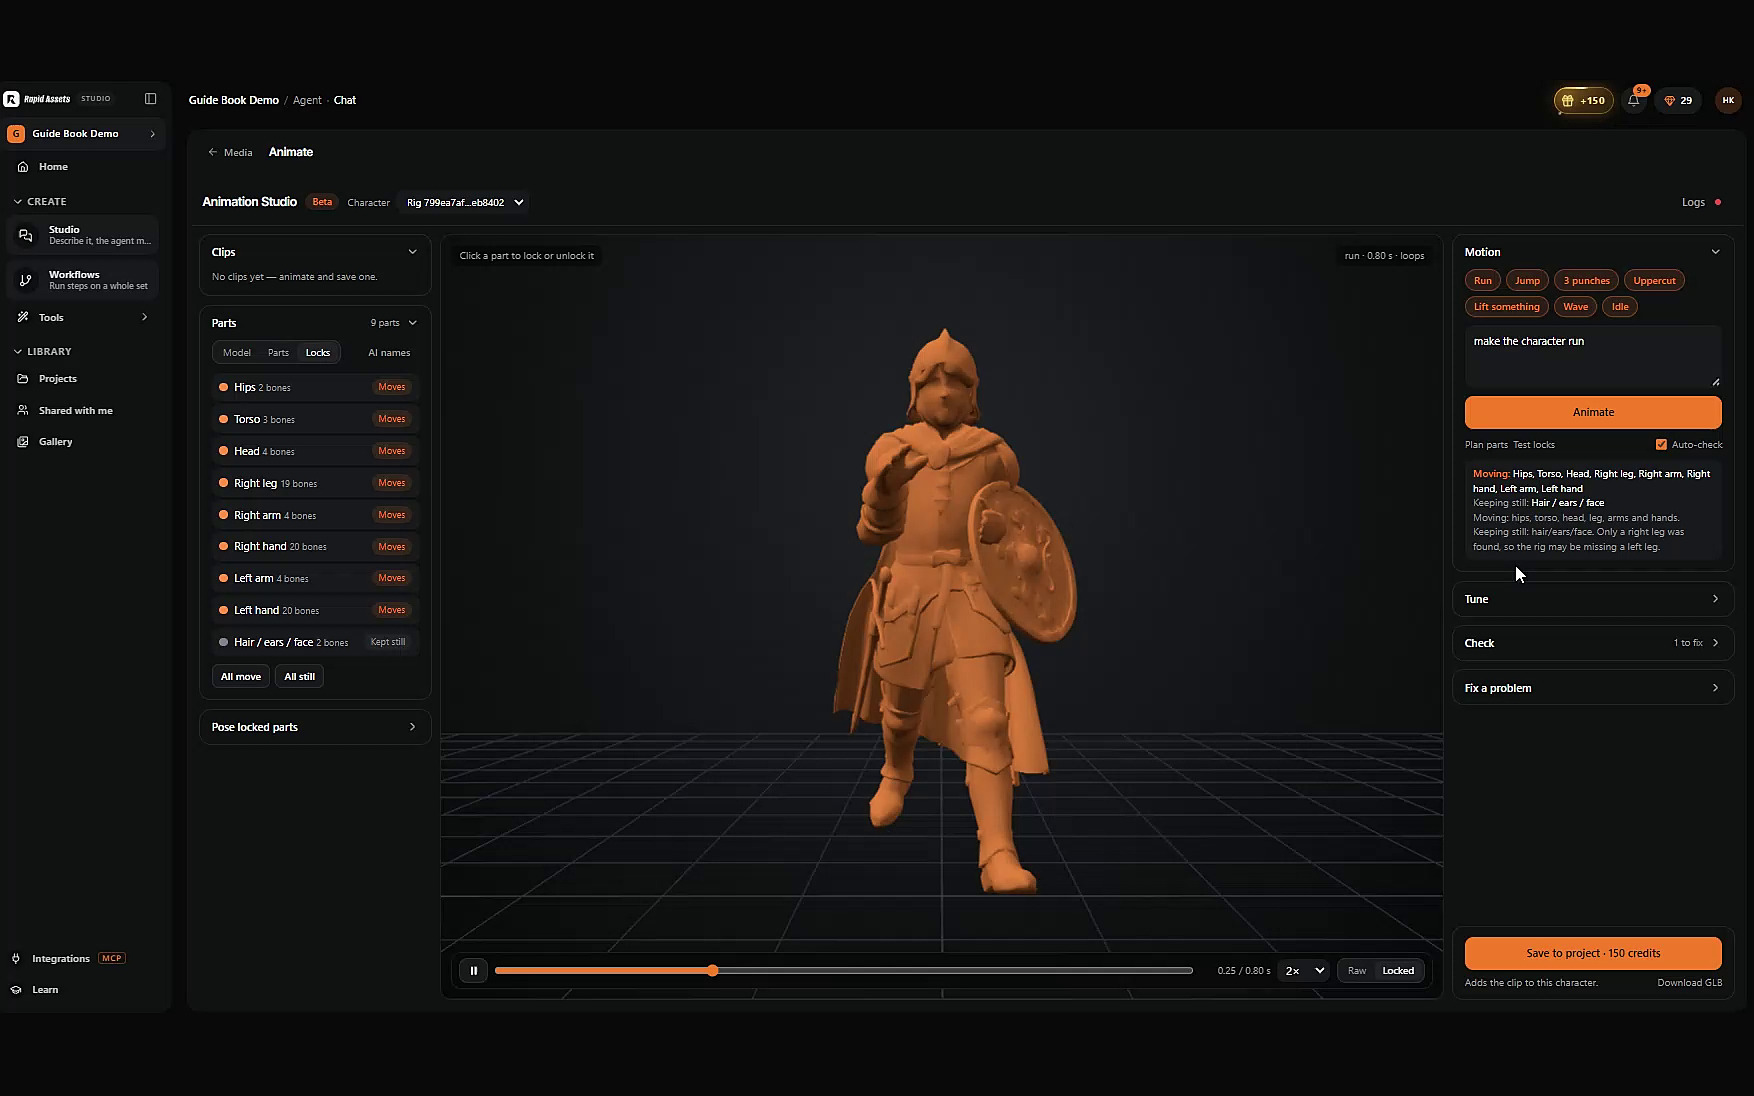 Rapid Assets STUDIO
G Guide Book Demo
Home
CREATE
Studio
Describe it, the agent m...
Workflows
Run steps on a whole set
Tools
LIBRARY
Projects
Shared with me
Gallery
Integrations MCP
Learn
Guide Book Demo / Agent · Chat
+150
9+
29
HK
← Media Animate
Animation Studio Beta Character Rig 799ea7af...eb8402
Logs
Clips
No clips yet — animate and save one.
Parts 9 parts
Model Parts Locks AI names
Hips 2 bones Moves
Torso 3 bones Moves
Head 4 bones Moves
Right leg 19 bones Moves
Right arm 4 bones Moves
Right hand 20 bones Moves
Left arm 4 bones Moves
Left hand 20 bones Moves
Hair / ears / face 2 bones Kept still
All move All still
Pose locked parts
Click a part to lock or unlock it
run · 0.80 s · loops
0.25 / 0.80 s 2× Raw Locked
Motion
Run Jump 3 punches Uppercut
Lift something Wave Idle
make the character run
Animate
Plan parts Test locks Auto-check
Moving: Hips, Torso, Head, Right leg, Right arm, Right
hand, Left arm, Left hand
Keeping still: Hair / ears / face
Moving: hips, torso, head, leg, arms and hands.
Keeping still: hair/ears/face. Only a right leg was
found, so the rig may be missing a left leg.
Tune
Check 1 to fix
Fix a problem
Save to project · 150 credits
Adds the clip to this character. Download GLB